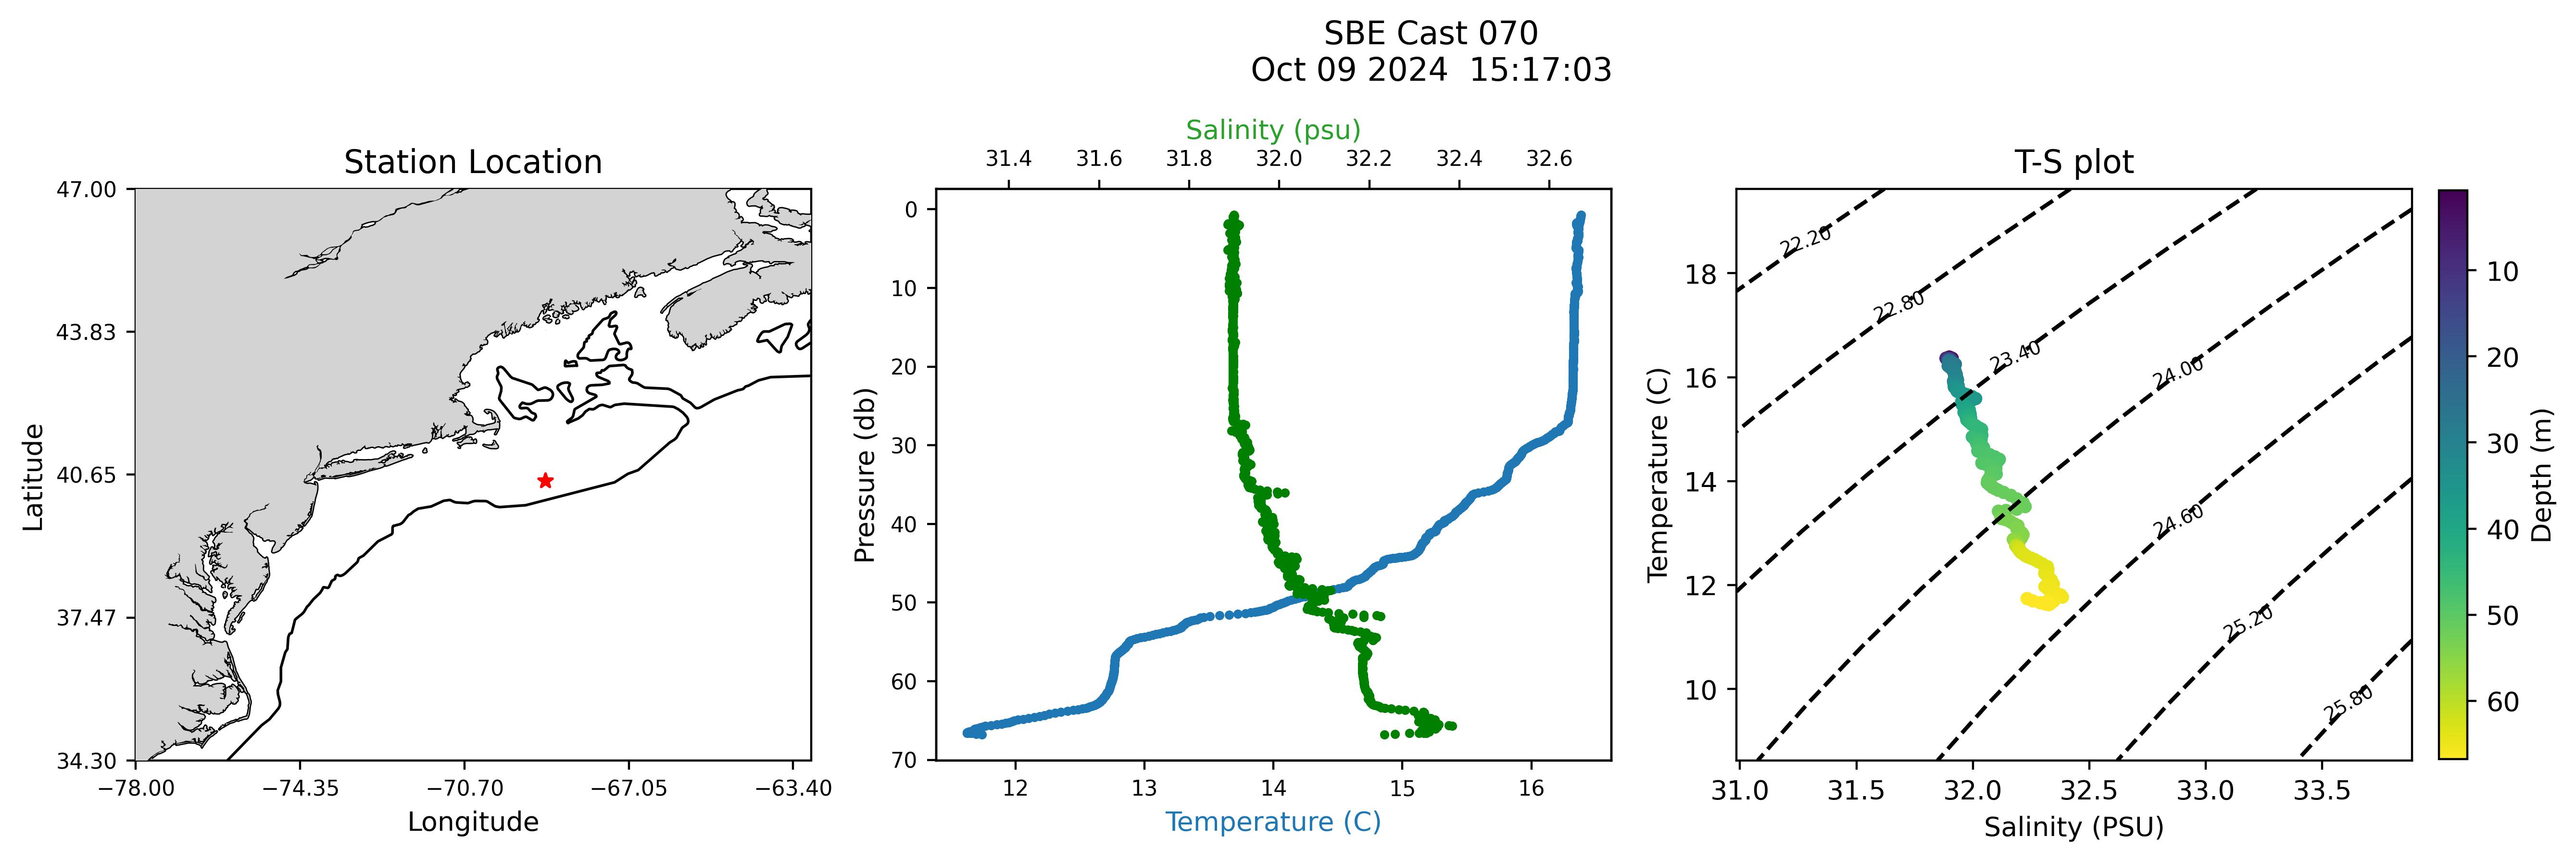 SBE Cast 070
Oct 09 2024  15:17:03
Station Location
47.00
43.83
40.65
37.47
34.30
Latitude
−78.00 −74.35 −70.70 −67.05 −63.40
Longitude
Salinity (psu)
31.4 31.6 31.8 32.0 32.2 32.4 32.6
0
10
20
30
40
50
60
70
Pressure (db)
12 13 14 15 16
Temperature (C)
T-S plot
22.20
22.80
23.40
24.00
24.60
25.20
25.80
18
16
14
12
10
Temperature (C)
31.0 31.5 32.0 32.5 33.0 33.5
Salinity (PSU)
10
20
30
40
50
60
Depth (m)